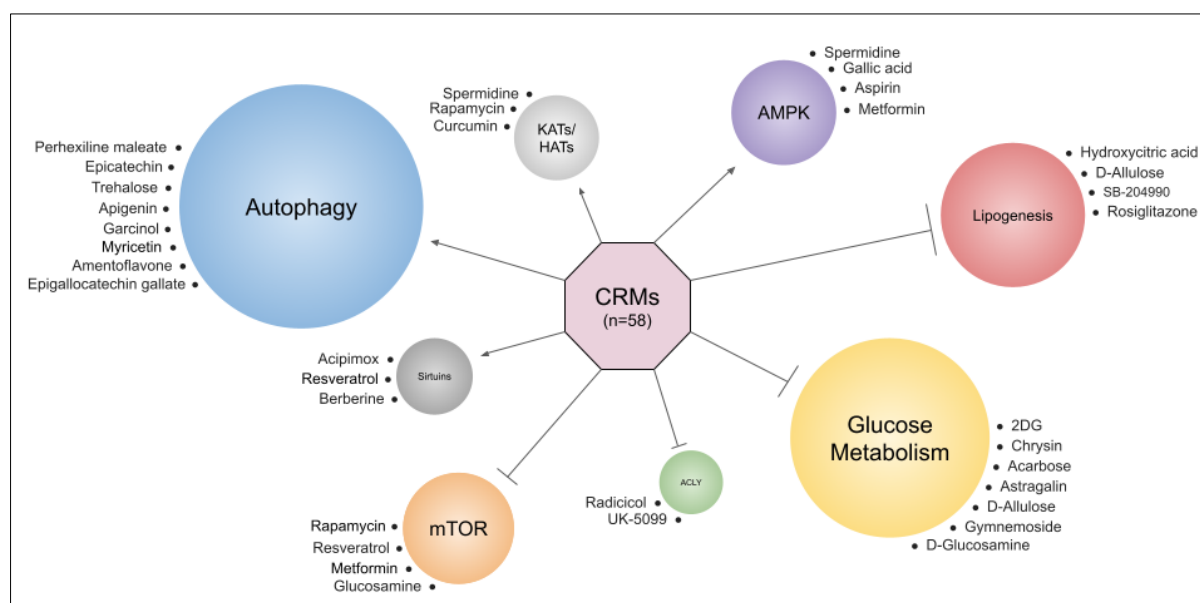 Perhexiline maleate
Epicatechin
Trehalose
Apigenin
Garcinol
Myricetin
Amentoflavone
Epigallocatechin gallate
Autophagy
Spermidine
Rapamycin
Curcumin
KATs/
HATs
AMPK
Spermidine
Gallic acid
Aspirin
Metformin
Lipogenesis
Hydroxycitric acid
D-Allulose
SB-204990
Rosiglitazone
CRMs
(n=58)
Acipimox
Resveratrol
Berberine
Sirtuins
Rapamycin
Resveratrol
Metformin
Glucosamine
mTOR
Radicicol
UK-5099
ACLY
Glucose
Metabolism
2DG
Chrysin
Acarbose
Astragalin
D-Allulose
Gymnemoside
D-Glucosamine